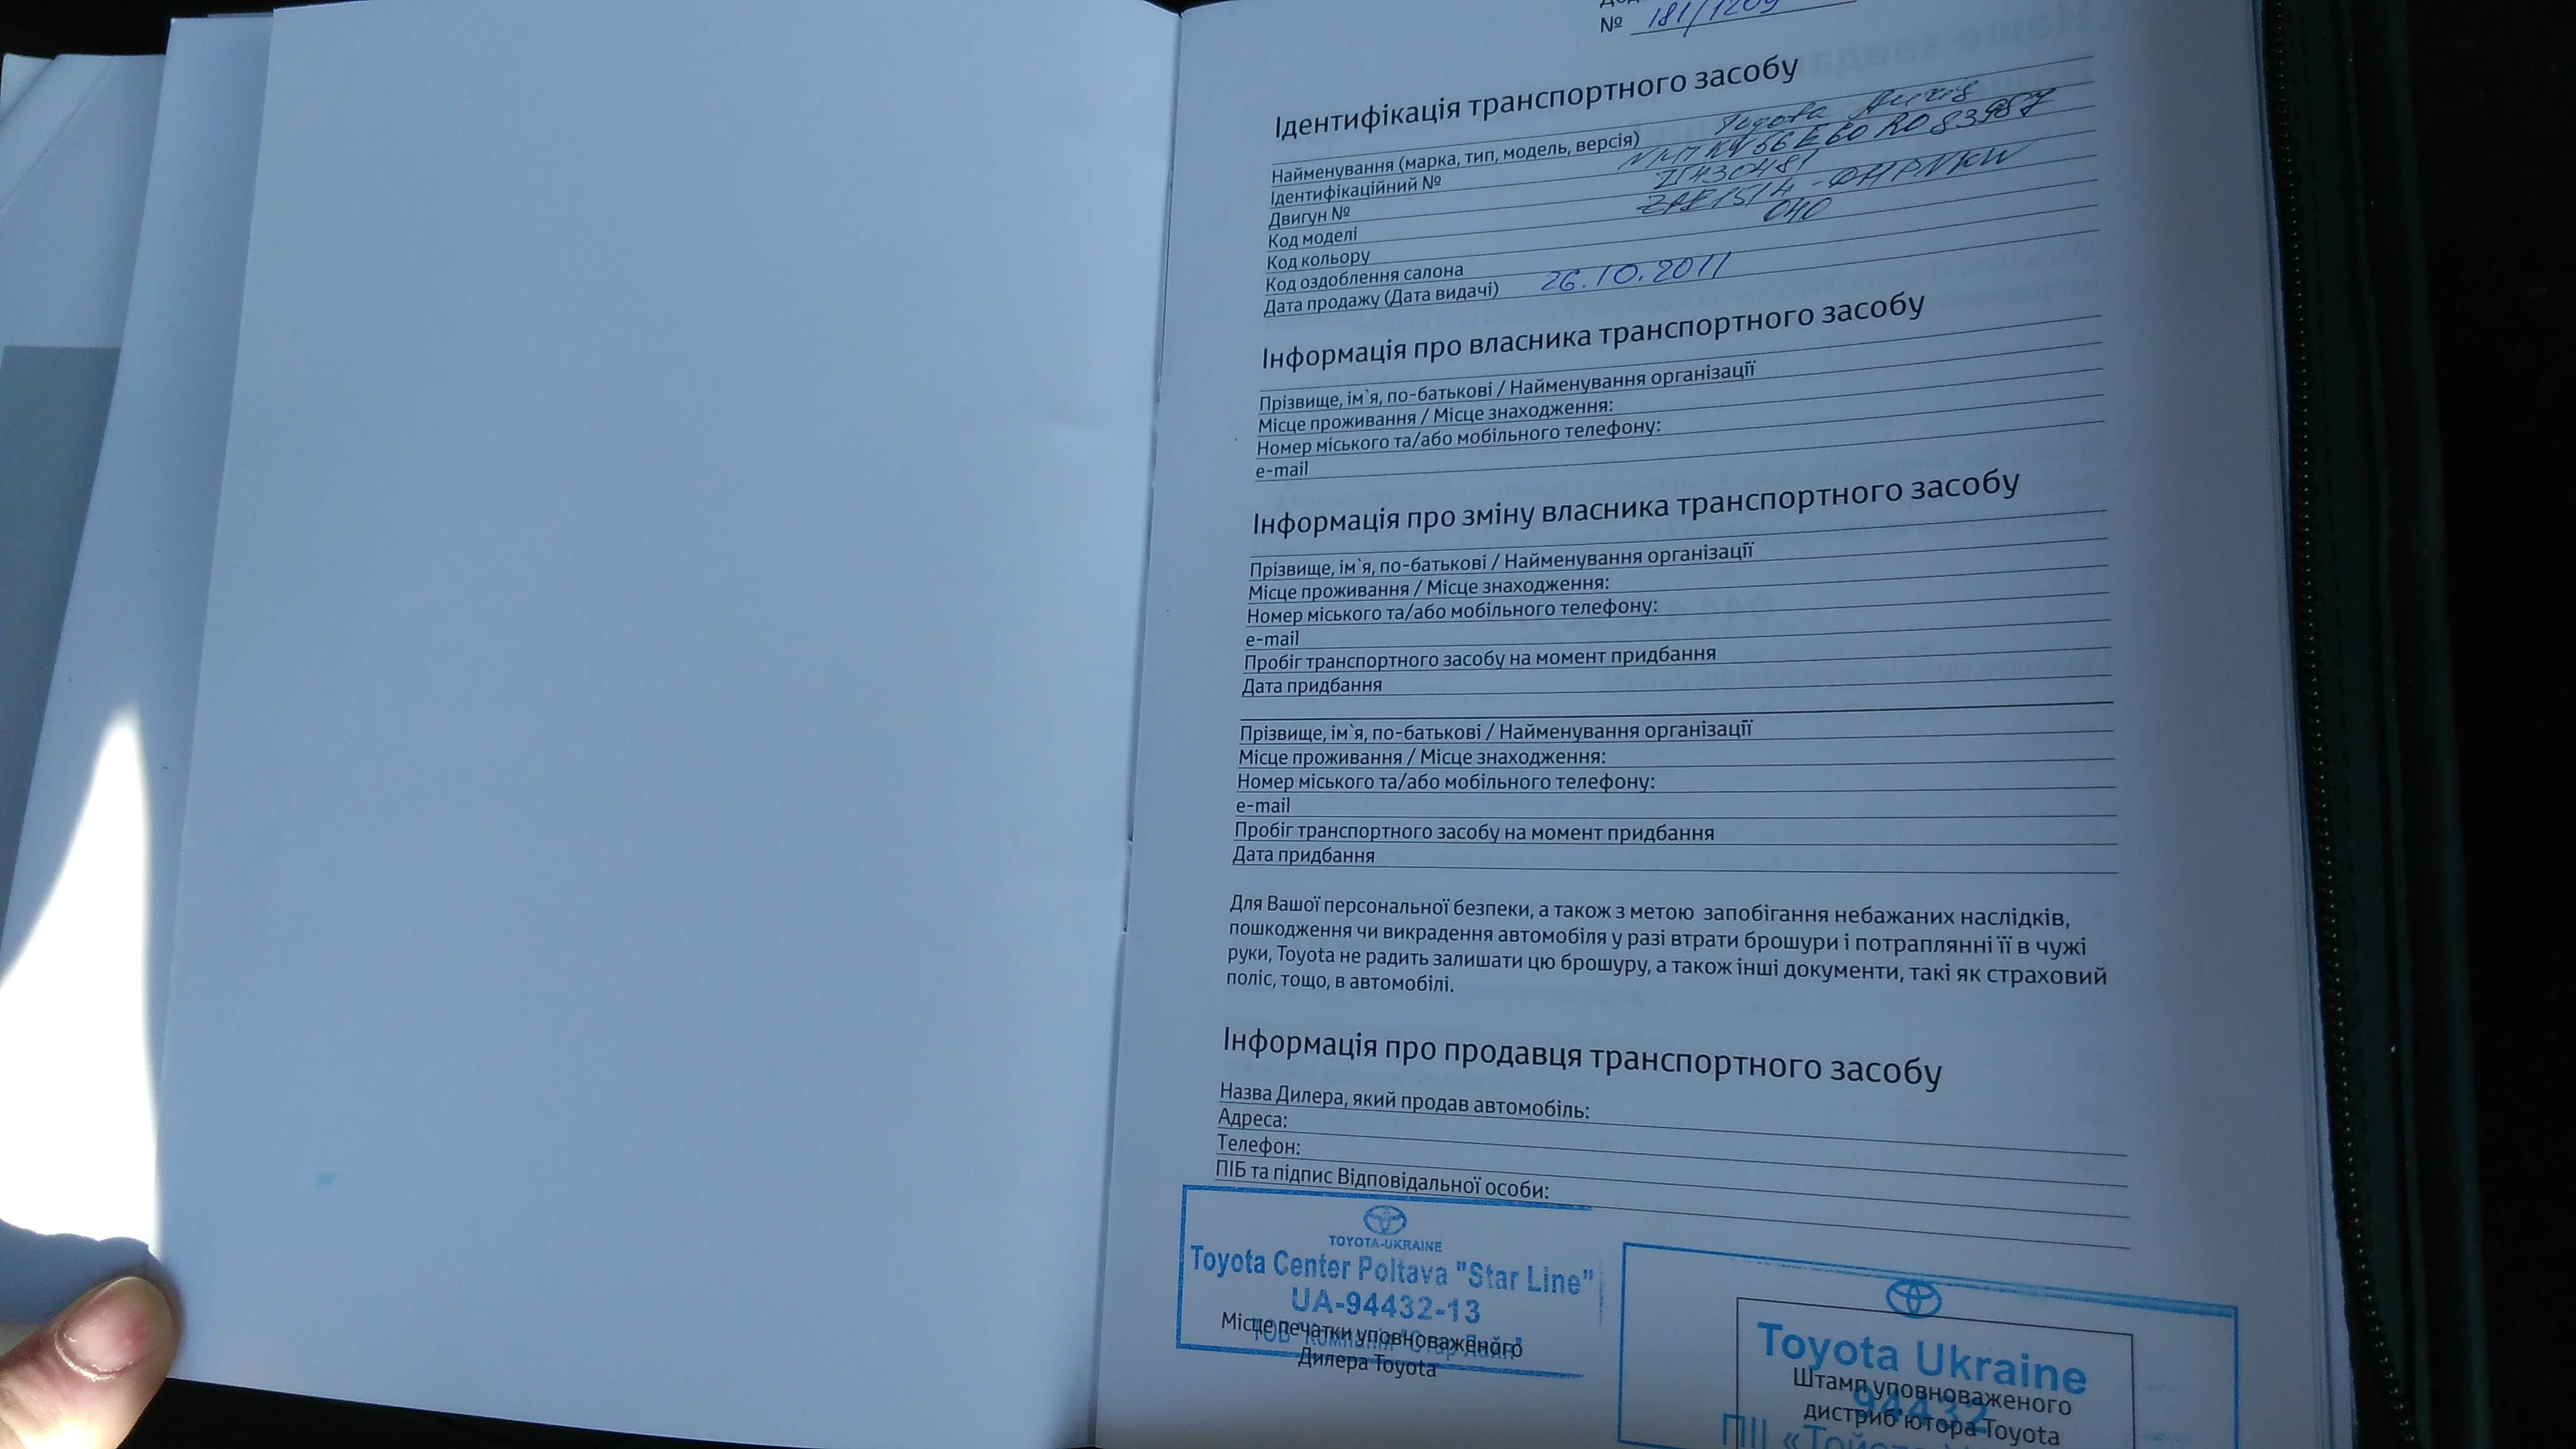 № 181/1209
Ідентифікація транспортного засобу
Найменування (марка, тип, модель, версія) Toyota Auris
Ідентифікаційний № NMTKV56E60R083987
Двигун №
Код моделі
Код кольору 040
Код оздоблення салона
Дата продажу (Дата видачі) 26.10.2011
Інформація про власника транспортного засобу
Прізвище, ім`я, по-батькові / Найменування організації
Місце проживання / Місце знаходження:
Номер міського та/або мобільного телефону:
e-mail
Інформація про зміну власника транспортного засобу
Прізвище, ім`я, по-батькові / Найменування організації
Місце проживання / Місце знаходження:
Номер міського та/або мобільного телефону:
e-mail
Пробіг транспортного засобу на момент придбання
Дата придбання
Прізвище, ім`я, по-батькові / Найменування організації
Місце проживання / Місце знаходження:
Номер міського та/або мобільного телефону:
e-mail
Пробіг транспортного засобу на момент придбання
Дата придбання
Для Вашої персональної безпеки, а також з метою запобігання небажаних наслідків,
пошкодження чи викрадення автомобіля у разі втрати брошури і потраплянні її в чужі
руки, Toyota не радить залишати цю брошуру, а також інші документи, такі як страховий
поліс, тощо, в автомобілі.
Інформація про продавця транспортного засобу
Назва Дилера, який продав автомобіль:
Адреса:
Телефон:
ПІБ та підпис Відповідальної особи:
TOYOTA-UKRAINE
Toyota Center Poltava "Star Line"
UA-94432-13
ТОВ "Компанія "Стар Лайн"
Місце печатки уповноваженого
Дилера Toyota
Toyota Ukraine
94432
Штамп уповноваженого
дистриб'ютора Toyota
ПІІ «Тойота